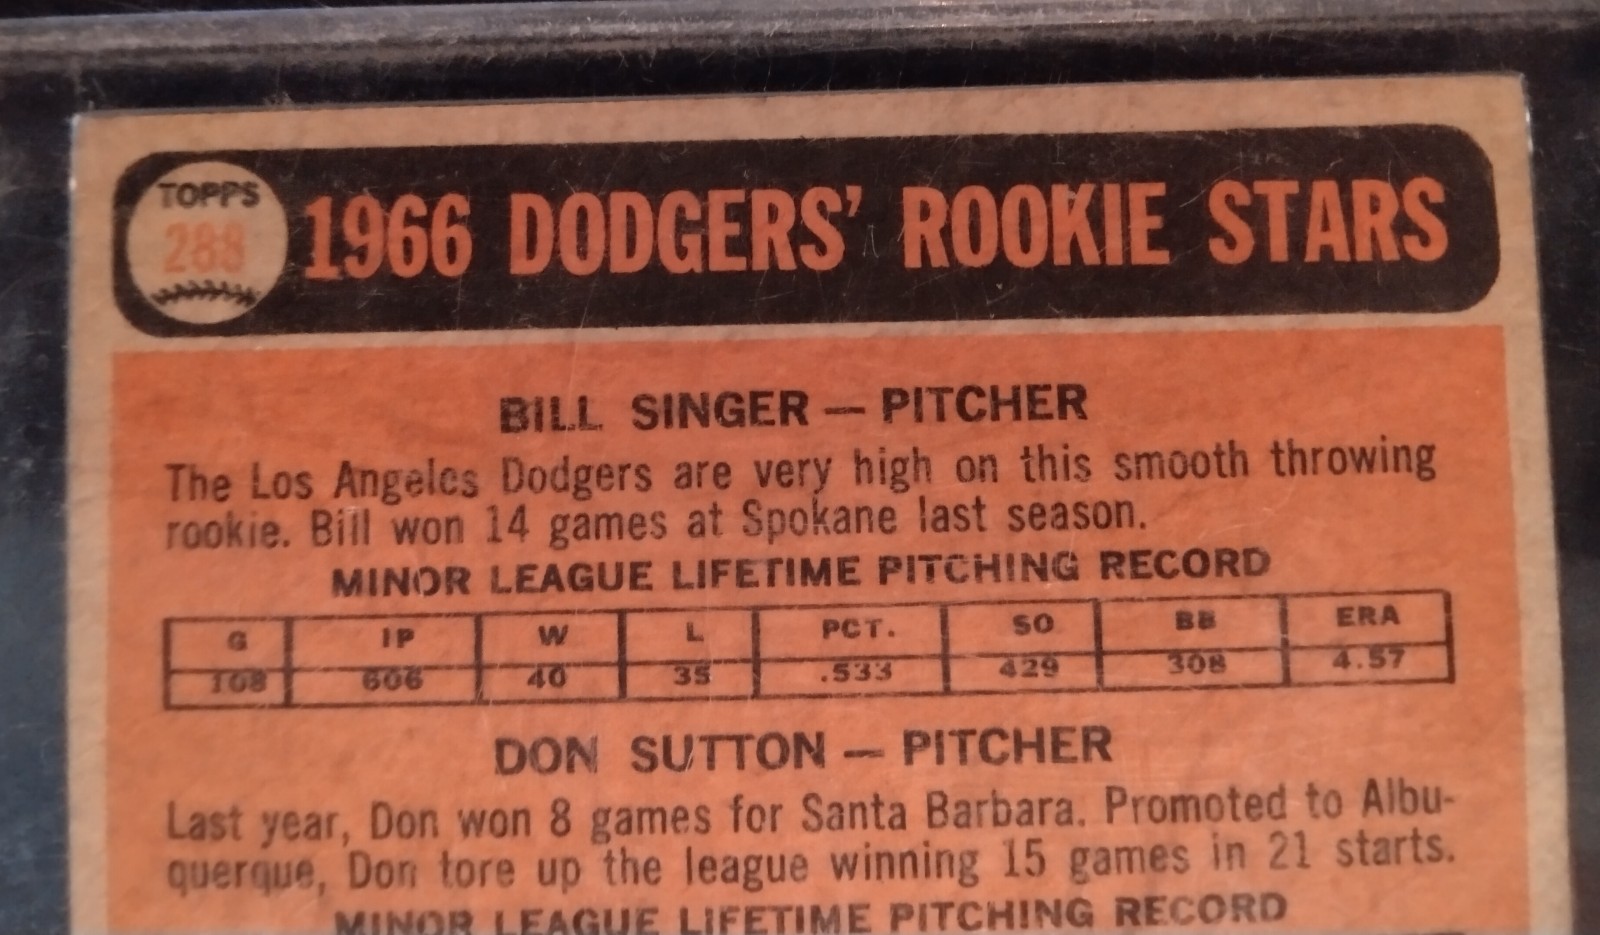 TOPPS
288
1966 DODGERS' ROOKIE STARS
BILL SINGER — PITCHER
The Los Angeles Dodgers are very high on this smooth throwing
rookie. Bill won 14 games at Spokane last season.
MINOR LEAGUE LIFETIME PITCHING RECORD
G IP W L PCT. SO BB ERA
108 606 40 35 .533 429 308 4.57
DON SUTTON — PITCHER
Last year, Don won 8 games for Santa Barbara. Promoted to Albu-
querque, Don tore up the league winning 15 games in 21 starts.
MINOR LEAGUE LIFETIME PITCHING RECORD